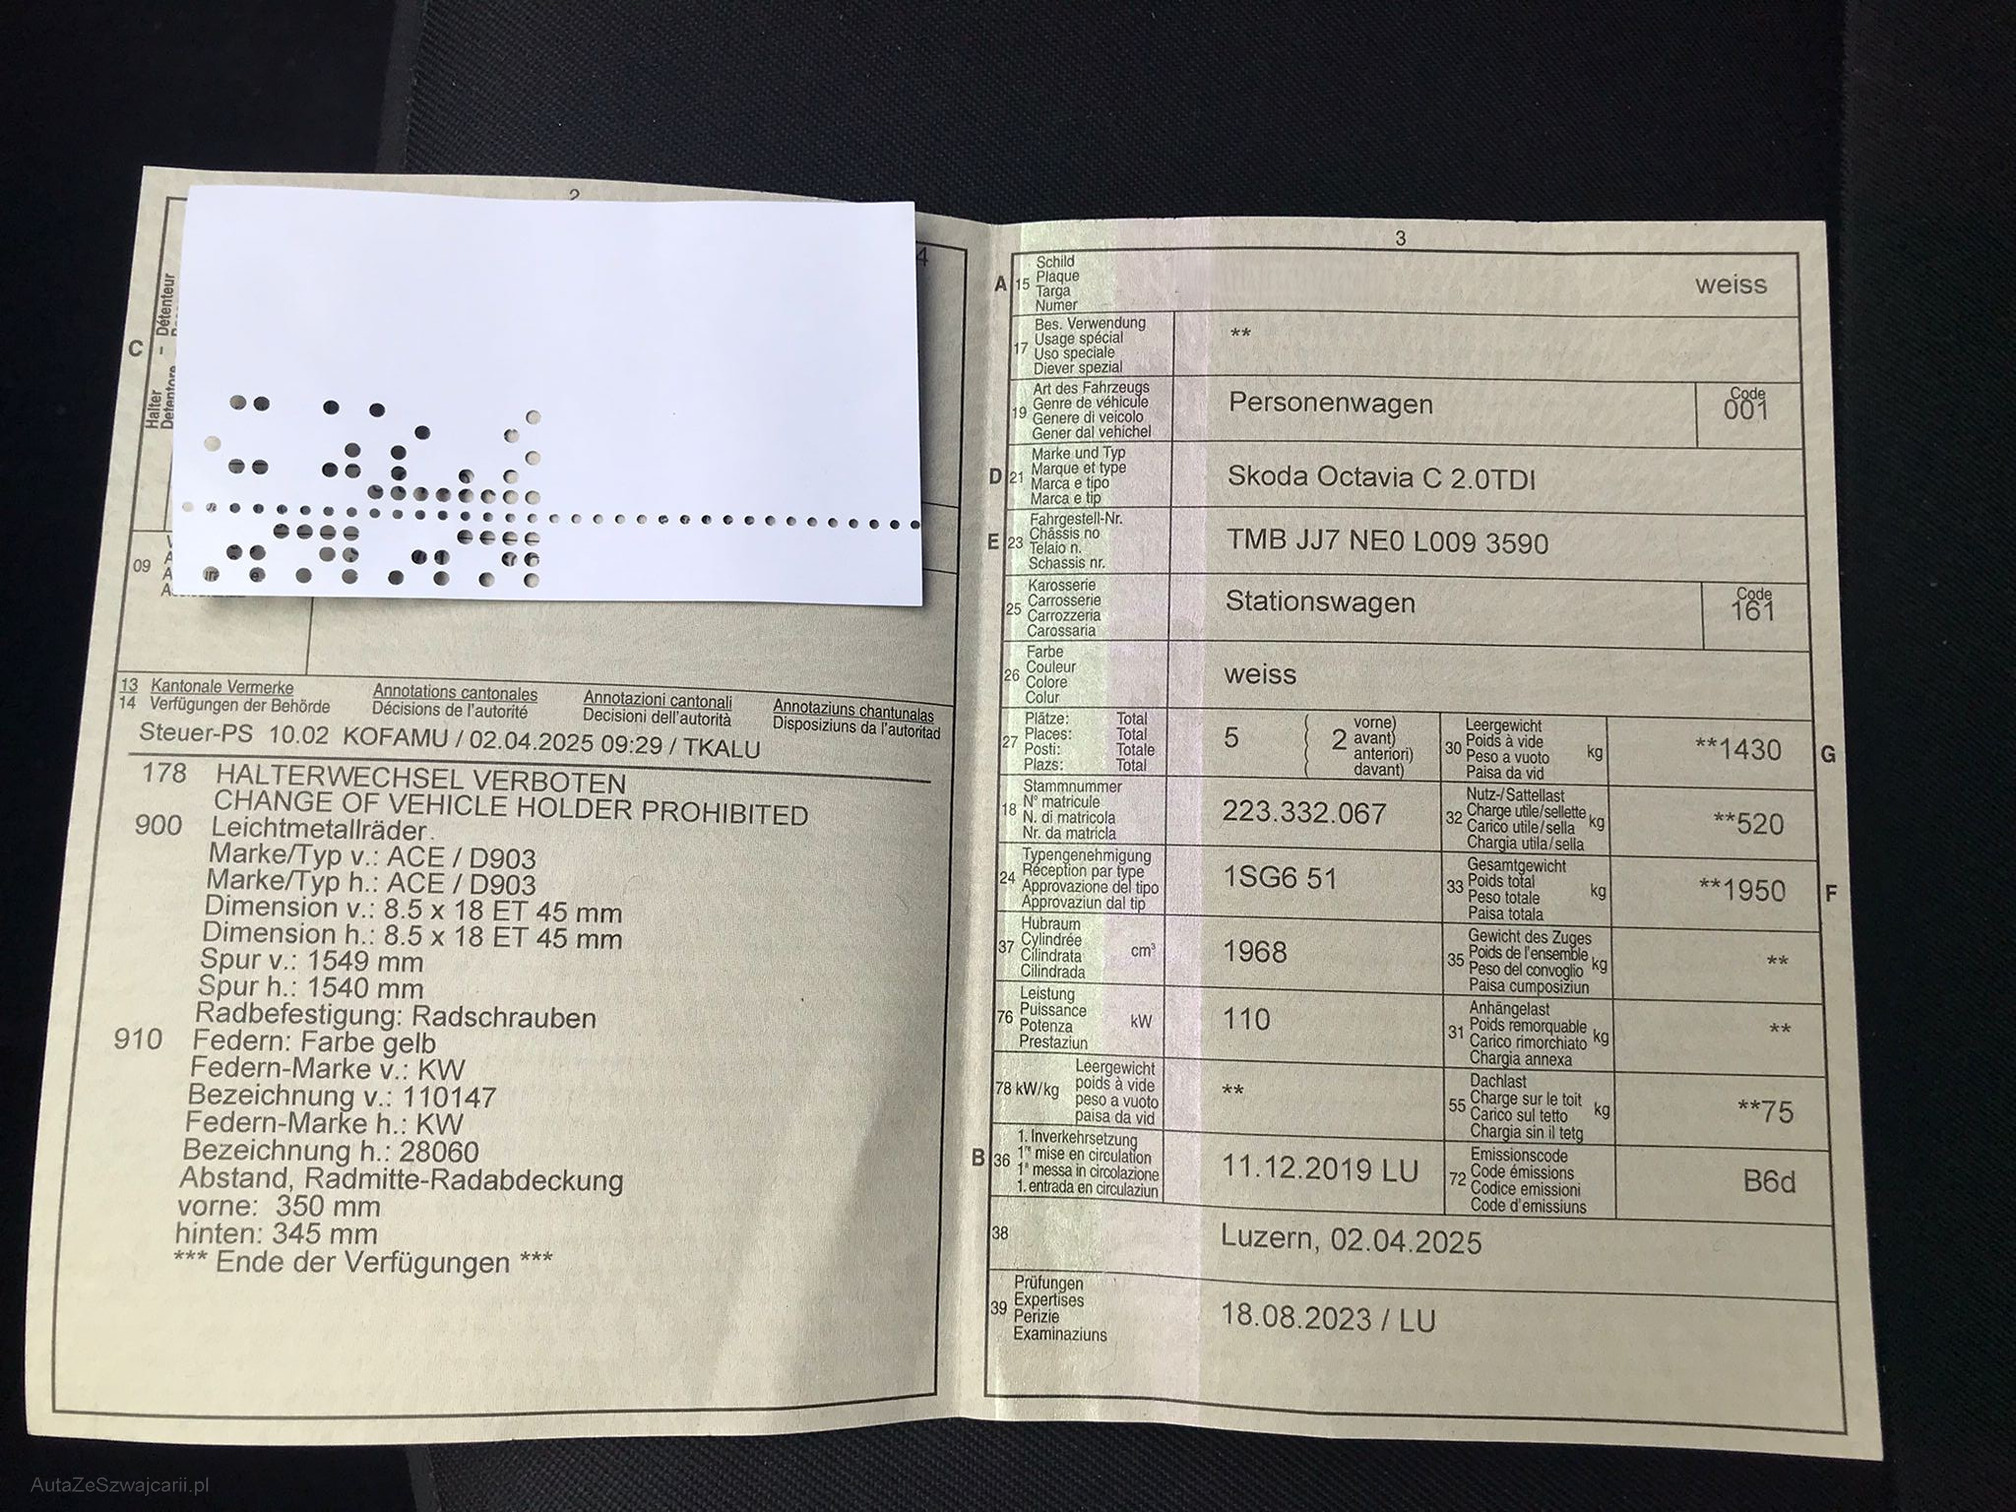 2
4
C
Halter - Détenteur
09
13 Kantonale Vermerke Annotations cantonales Annotazioni cantonali Annotaziuns chantunalas
14 Verfügungen der Behörde Décisions de l'autorité Decisioni dell'autorità Disposiziuns da l'autoritad
Steuer-PS 10.02 KOFAMU / 02.04.2025 09:29 / TKALU
178 HALTERWECHSEL VERBOTEN
CHANGE OF VEHICLE HOLDER PROHIBITED
900 Leichtmetallräder
Marke/Typ v.: ACE / D903
Marke/Typ h.: ACE / D903
Dimension v.: 8.5 x 18 ET 45 mm
Dimension h.: 8.5 x 18 ET 45 mm
Spur v.: 1549 mm
Spur h.: 1540 mm
Radbefestigung: Radschrauben
910 Federn: Farbe gelb
Federn-Marke v.: KW
Bezeichnung v.: 110147
Federn-Marke h.: KW
Bezeichnung h.: 28060
Abstand, Radmitte-Radabdeckung
vorne: 350 mm
hinten: 345 mm
*** Ende der Verfügungen ***
3
A 15 Schild
Plaque
Targa
Numer
weiss
17 Bes. Verwendung
Usage spécial
Uso speciale
Diever spezial
**
19 Art des Fahrzeugs
Genre de véhicule
Genere di veicolo
Gener dal vehichel
Personenwagen
Code
001
D 21 Marke und Typ
Marque et type
Marca e tipo
Marca e tip
Skoda Octavia C 2.0TDI
E 23 Fahrgestell-Nr.
Châssis no
Telaio n.
Schassis nr.
TMB JJ7 NE0 L009 3590
25 Karosserie
Carrosserie
Carrozzeria
Carossaria
Stationswagen
Code
161
26 Farbe
Couleur
Colore
Colur
weiss
27 Plätze: Total
Places: Total
Posti: Totale
Plazs: Total
5 ( 2 vorne)
avant)
anteriori)
davant)
30 Leergewicht
Poids à vide kg
Peso a vuoto
Paisa da vid
**1430 G
18 Stammnummer
N° matricule
N. di matricola
Nr. da matricla
223.332.067
32 Nutz-/Sattellast
Charge utile/sellette kg
Carico utile/sella
Chargia utila/sella
**520
24 Typengenehmigung
Réception par type
Approvazione del tipo
Approvaziun dal tip
1SG6 51
33 Gesamtgewicht
Poids total kg
Peso totale
Paisa totala
**1950 F
37 Hubraum
Cylindrée cm³
Cilindrata
Cilindrada
1968
35 Gewicht des Zuges
Poids de l'ensemble kg
Peso del convoglio
Paisa cumposiziun
**
76 Leistung
Puissance kW
Potenza
Prestaziun
110
31 Anhängelast
Poids remorquable kg
Carico rimorchiato
Chargia annexa
**
78 kW/kg Leergewicht
poids à vide
peso a vuoto
paisa da vid
**
55 Dachlast
Charge sur le toit kg
Carico sul tetto
Chargia sin il tetg
**75
B 36 1. Inverkehrsetzung
1re mise en circulation
1a messa in circolazione
1. entrada en circulaziun
11.12.2019 LU
72 Emissionscode
Code émissions
Codice emissioni
Code d'emissiuns
B6d
38 Luzern, 02.04.2025
39 Prüfungen
Expertises
Perizie
Examinaziuns
18.08.2023 / LU
AutaZeSzwajcarii.pl